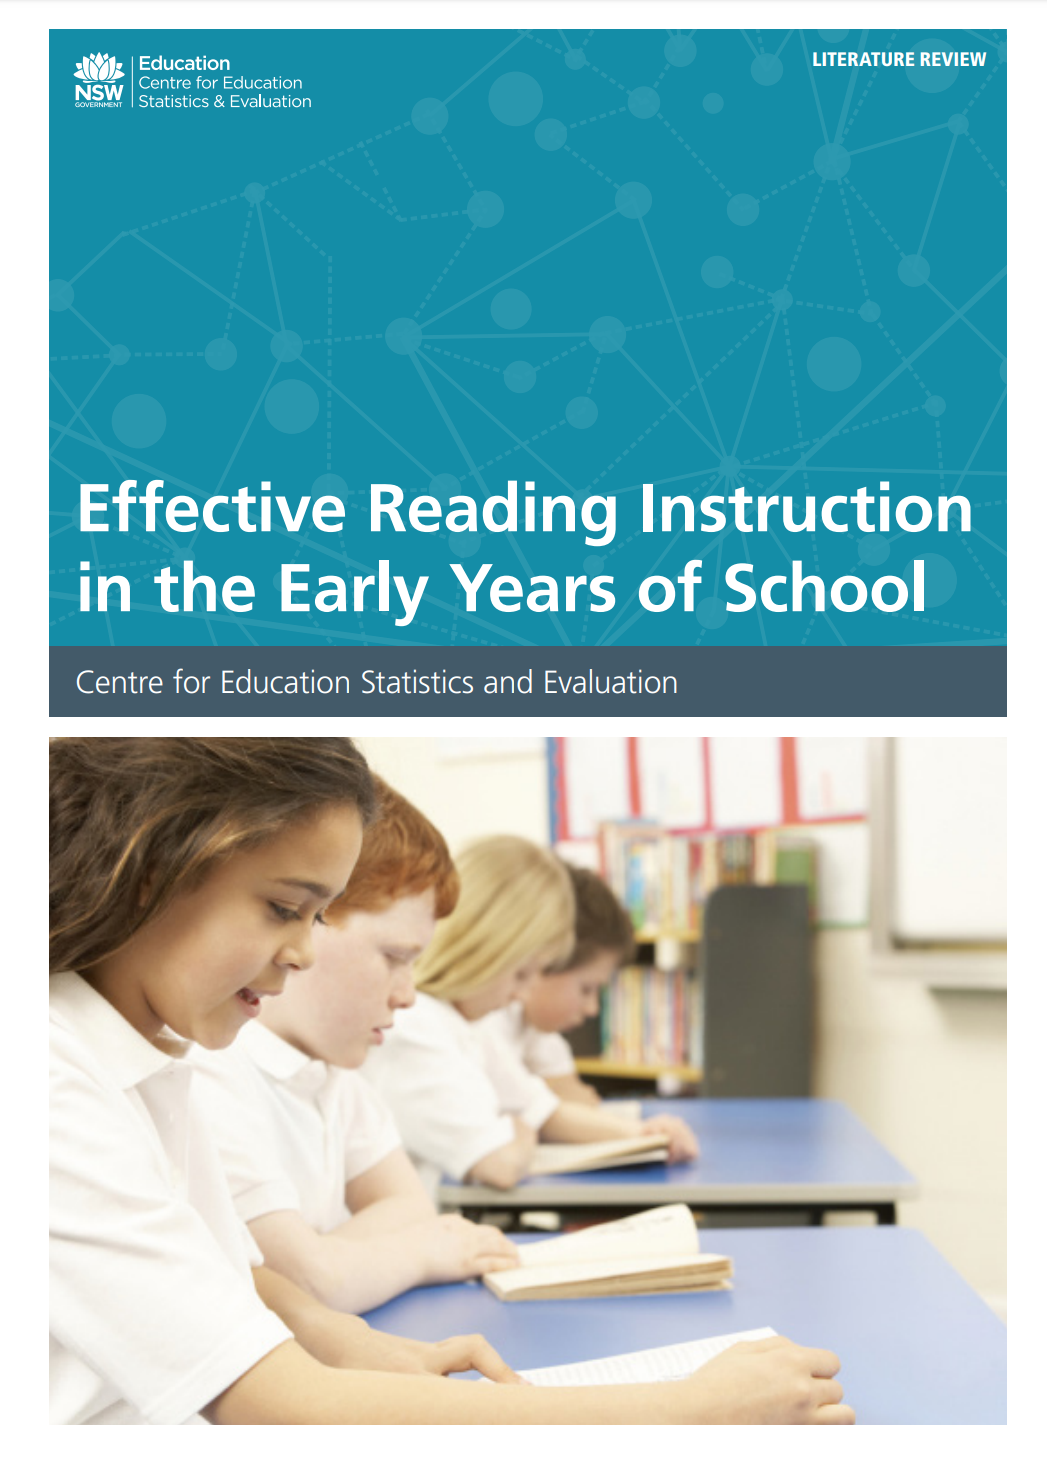 Education
Centre for Education
Statistics & Evaluation
NSW
GOVERNMENT
LITERATURE REVIEW
Effective Reading Instruction
in the Early Years of School
Centre for Education Statistics and Evaluation